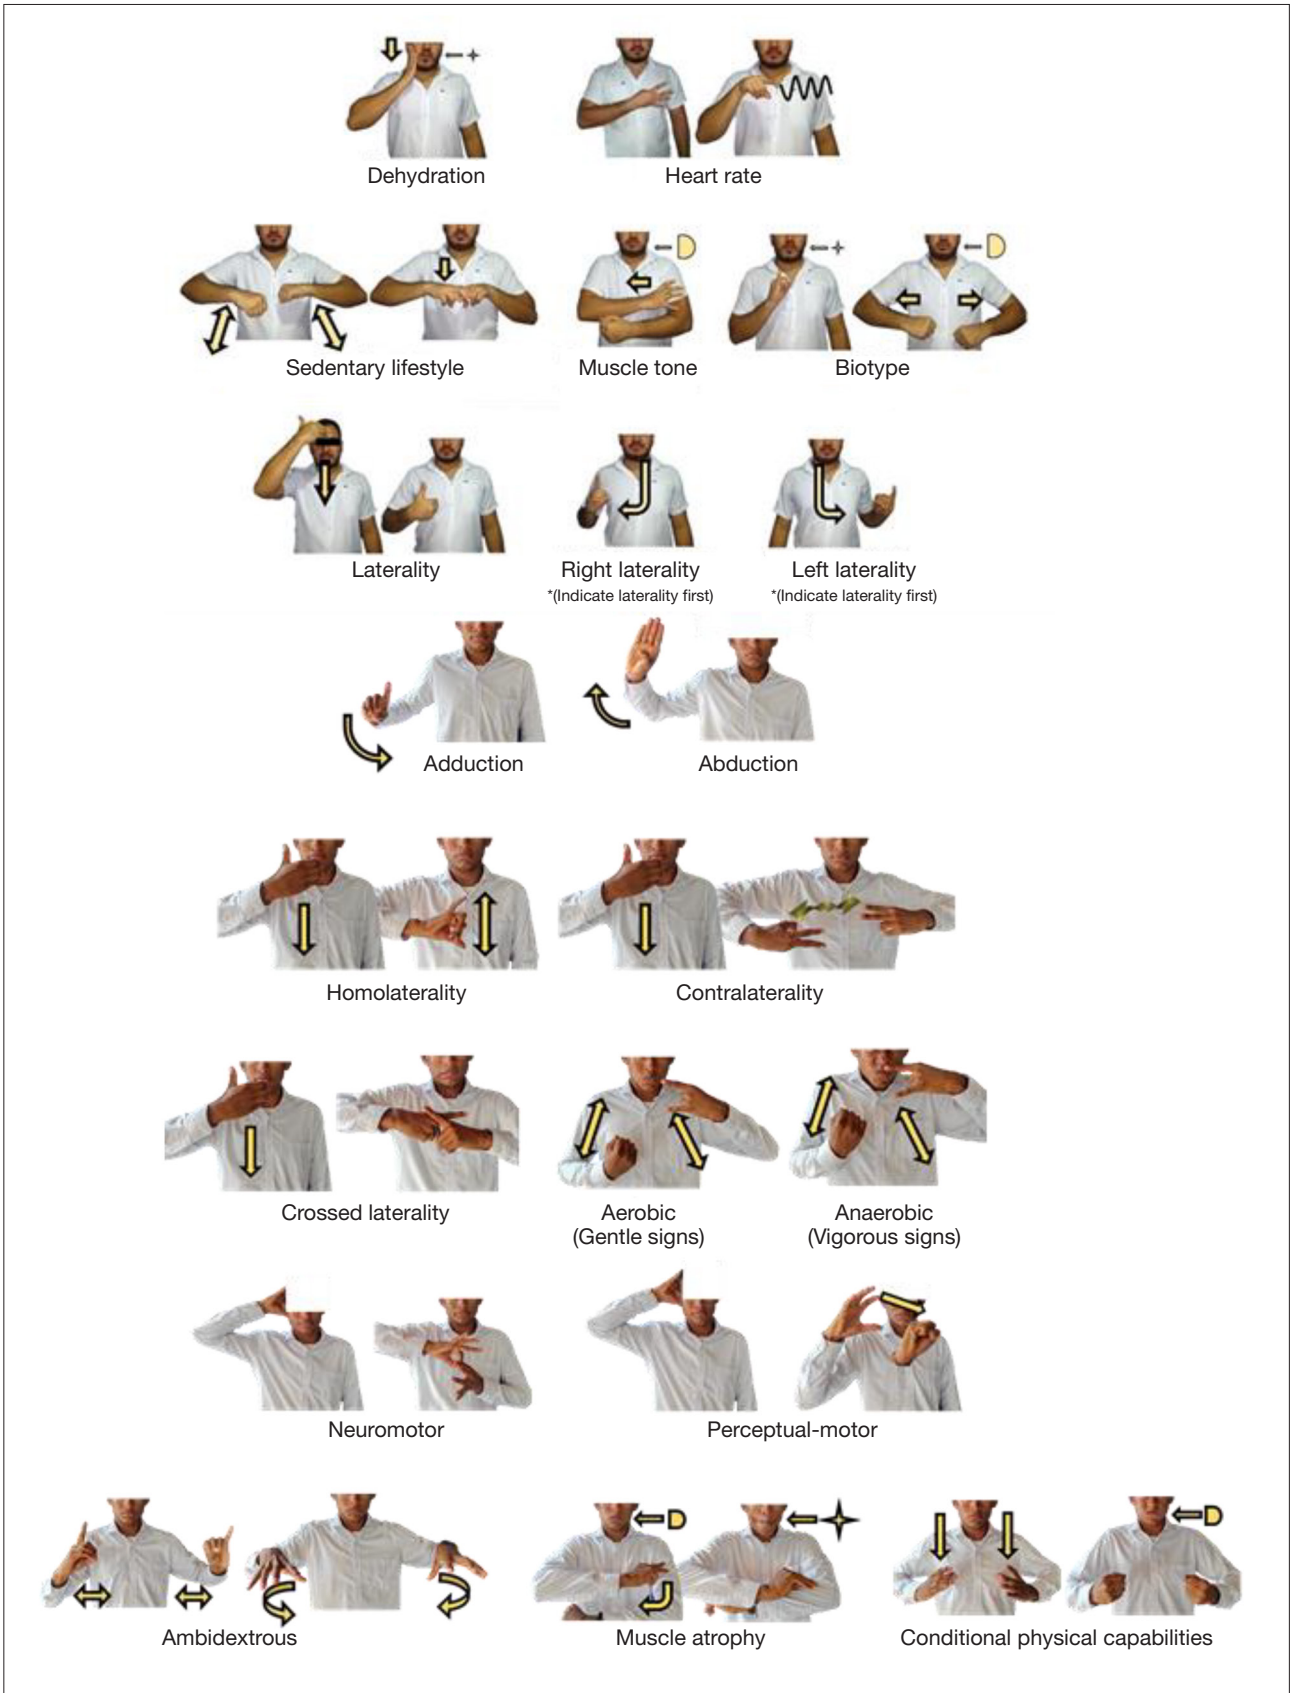 Dehydration
Heart rate
Sedentary lifestyle
Muscle tone
Biotype
Laterality
Right laterality
*(Indicate laterality first)
Left laterality
*(Indicate laterality first)
Adduction
Abduction
Homolaterality
Contralaterality
Crossed laterality
Aerobic
(Gentle signs)
Anaerobic
(Vigorous signs)
Neuromotor
Perceptual-motor
Ambidextrous
Muscle atrophy
Conditional physical capabilities